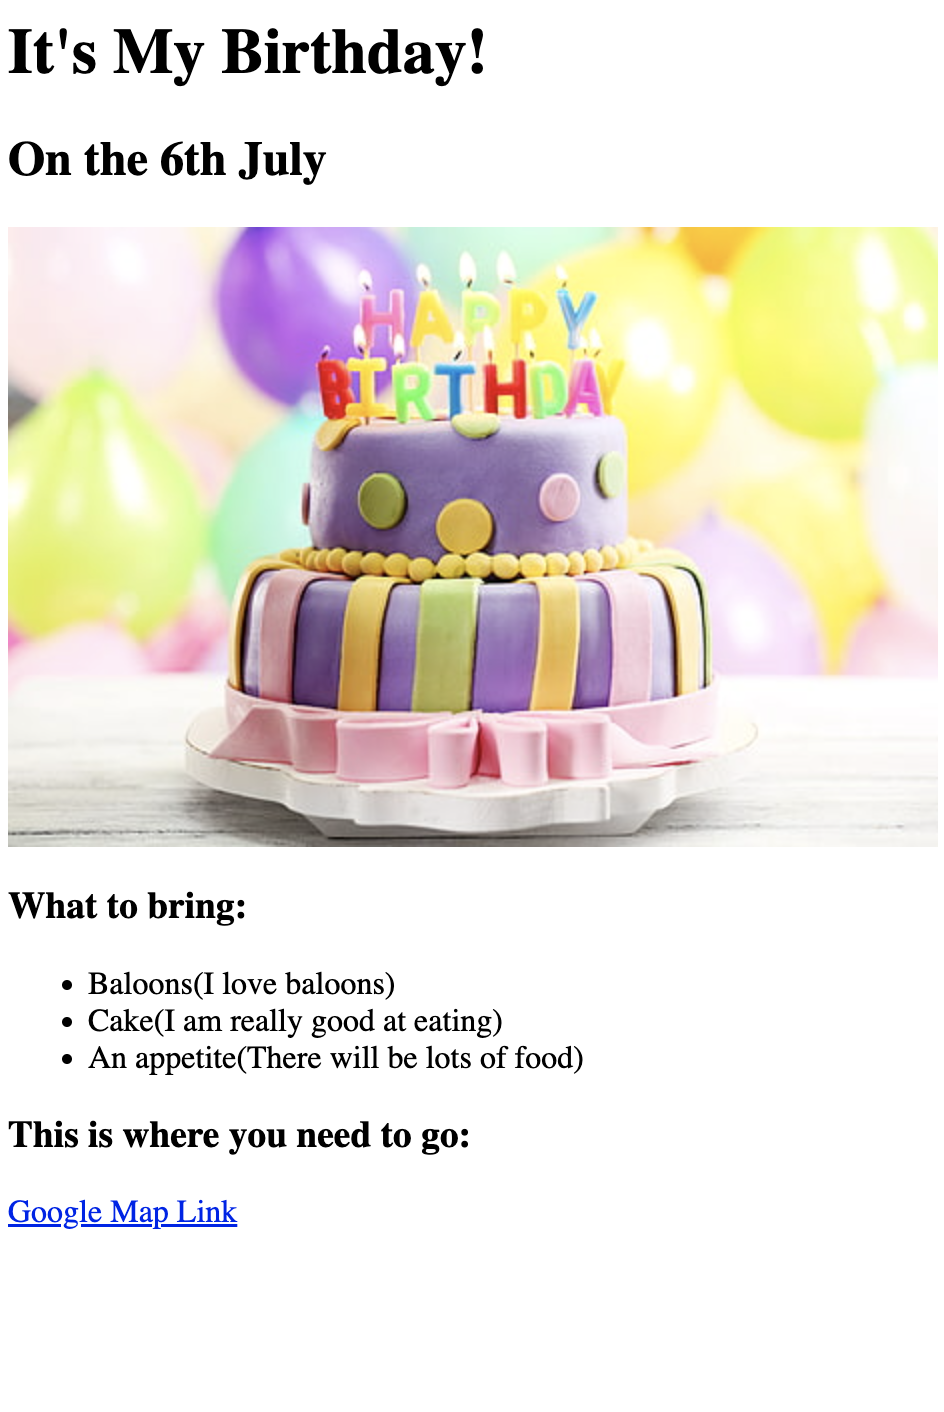 It's My Birthday!
On the 6th July
HAPPY
BIRTHDAY
What to bring:
Baloons(I love baloons)
Cake(I am really good at eating)
An appetite(There will be lots of food)
This is where you need to go:
Google Map Link